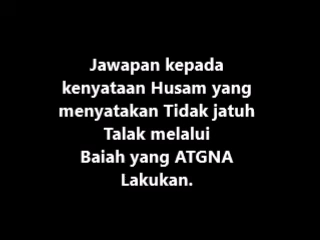 Jawapan kepada
kenyataan Husam yang
menyatakan Tidak jatuh
Talak melalui
Baiah yang ATGNA
Lakukan.